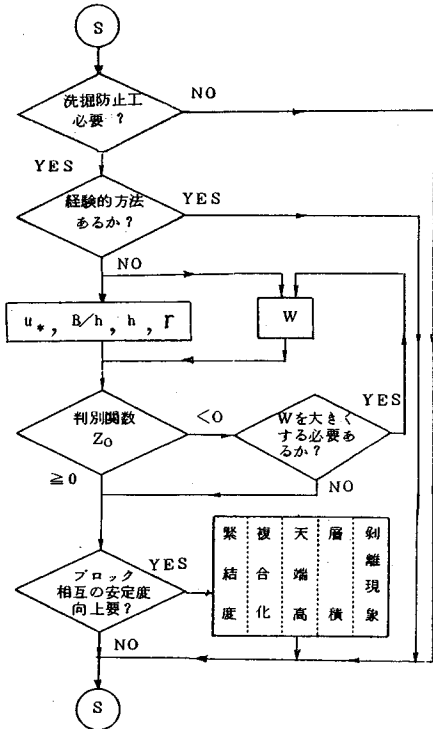 S
洗掘防止工
必要?
NO
YES
経験的方法
あるか?
YES
NO
u*, B/h, h, Γ
W
判別関数
Z₀
<0
Wを大きく
する必要あ
るか?
YES
≧0
NO
ブロック
相互の安定度
向上要?
YES
緊結度
複合化
天端高
層積
剝離現象
NO
S